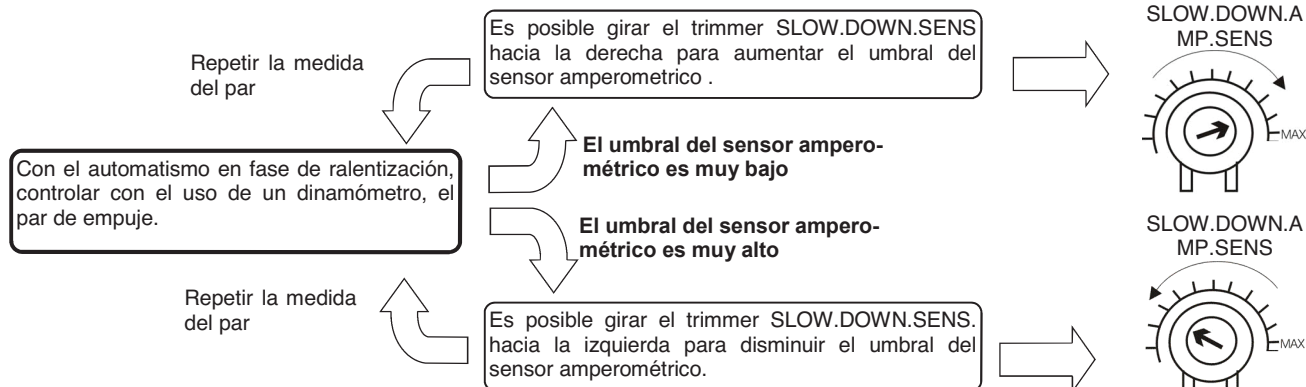 Es posible girar el trimmer SLOW.DOWN.SENS
hacia la derecha para aumentar el umbral del
sensor amperometrico .
SLOW.DOWN.A
MP.SENS
MAX
Repetir la medida
del par
El umbral del sensor ampero-
métrico es muy bajo
Con el automatismo en fase de ralentización,
controlar con el uso de un dinamómetro, el
par de empuje.
El umbral del sensor ampero-
métrico es muy alto
SLOW.DOWN.A
MP.SENS
MAX
Repetir la medida
del par
Es posible girar el trimmer SLOW.DOWN.SENS.
hacia la izquierda para disminuir el umbral del
sensor amperométrico.